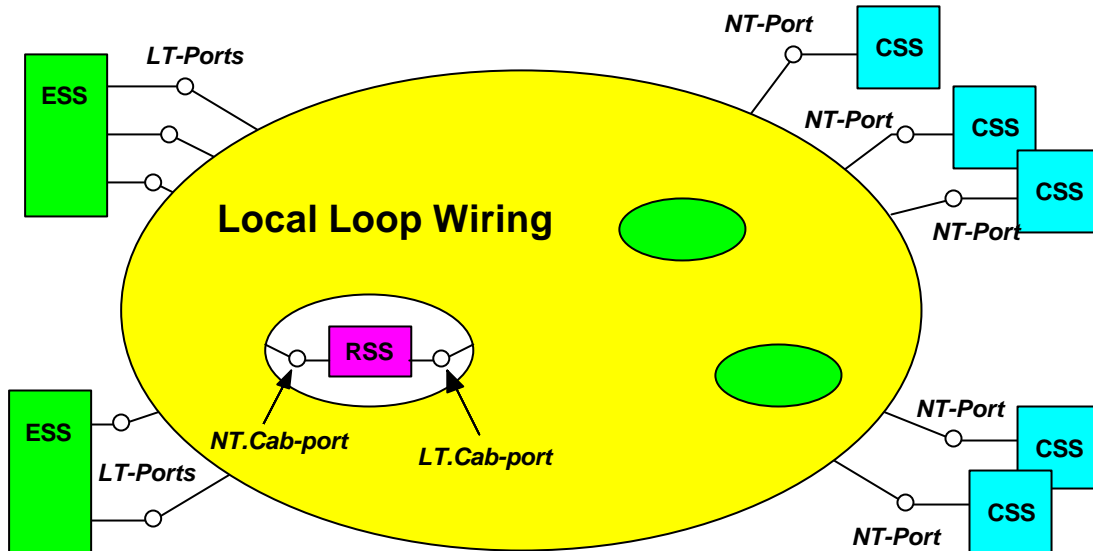 NT-Port
CSS
LT-Ports
ESS
NT-Port
CSS
CSS
NT-Port
Local Loop Wiring
RSS
NT.Cab-port
LT.Cab-port
ESS
LT-Ports
NT-Port
CSS
CSS
NT-Port